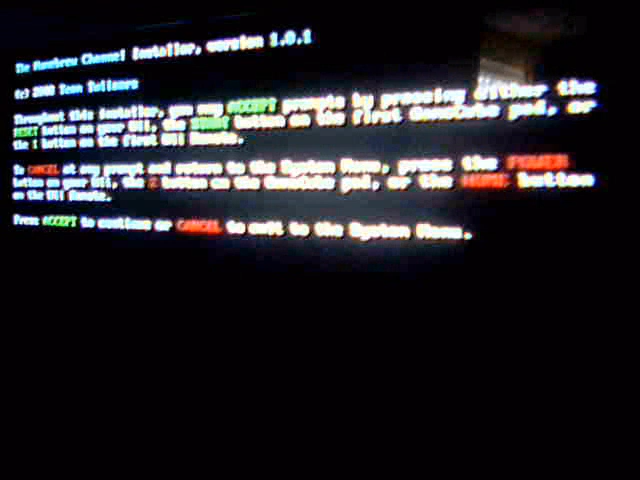 The Homebrew Channel Installer, version 1.0.1
(c) 2008 Team Twiizers
Throughout this installer, you may ACCEPT prompts by pressing either the
RESET button on your Wii, the START button on the first GameCube pad, or
the 1 button on the first Wii Remote.
To CANCEL at any prompt and return to the System Menu, press the POWER
button on your Wii, the Z button on the GameCube pad, or the HOME button
on the Wii Remote.
Press ACCEPT to continue or CANCEL to exit to the System Menu.